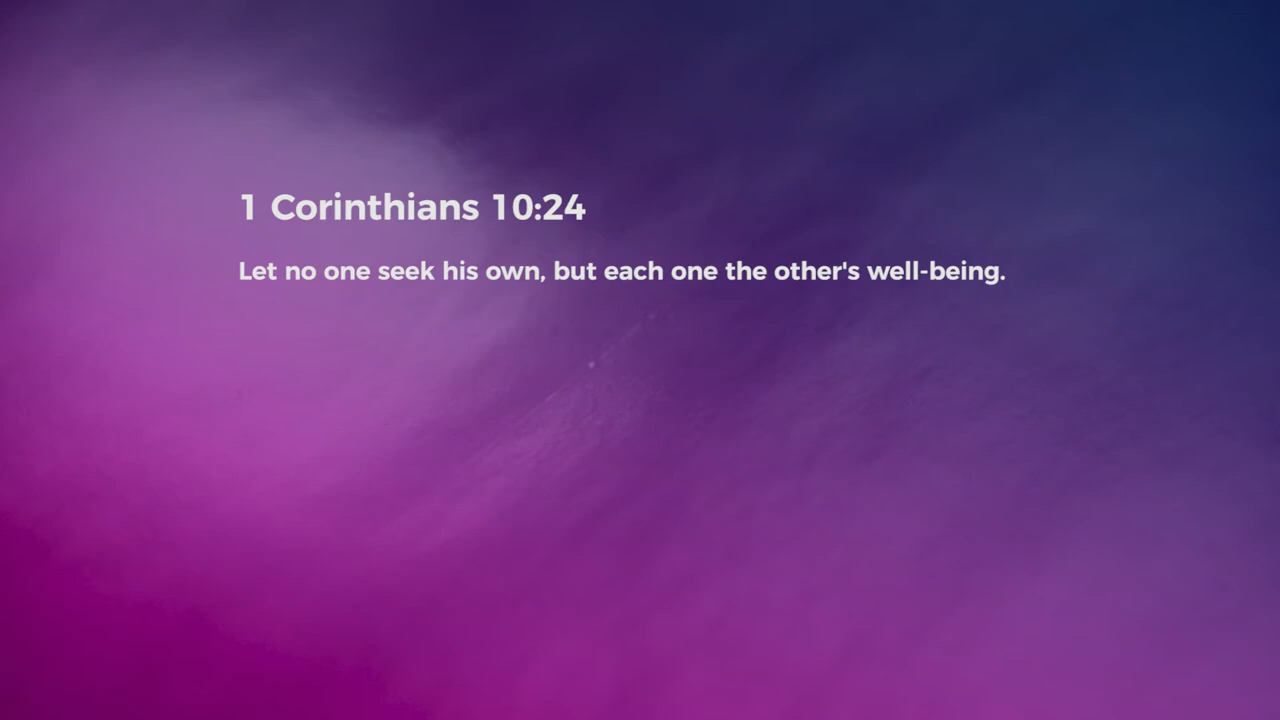 1 Corinthians 10:24
Let no one seek his own, but each one the other's well-being.